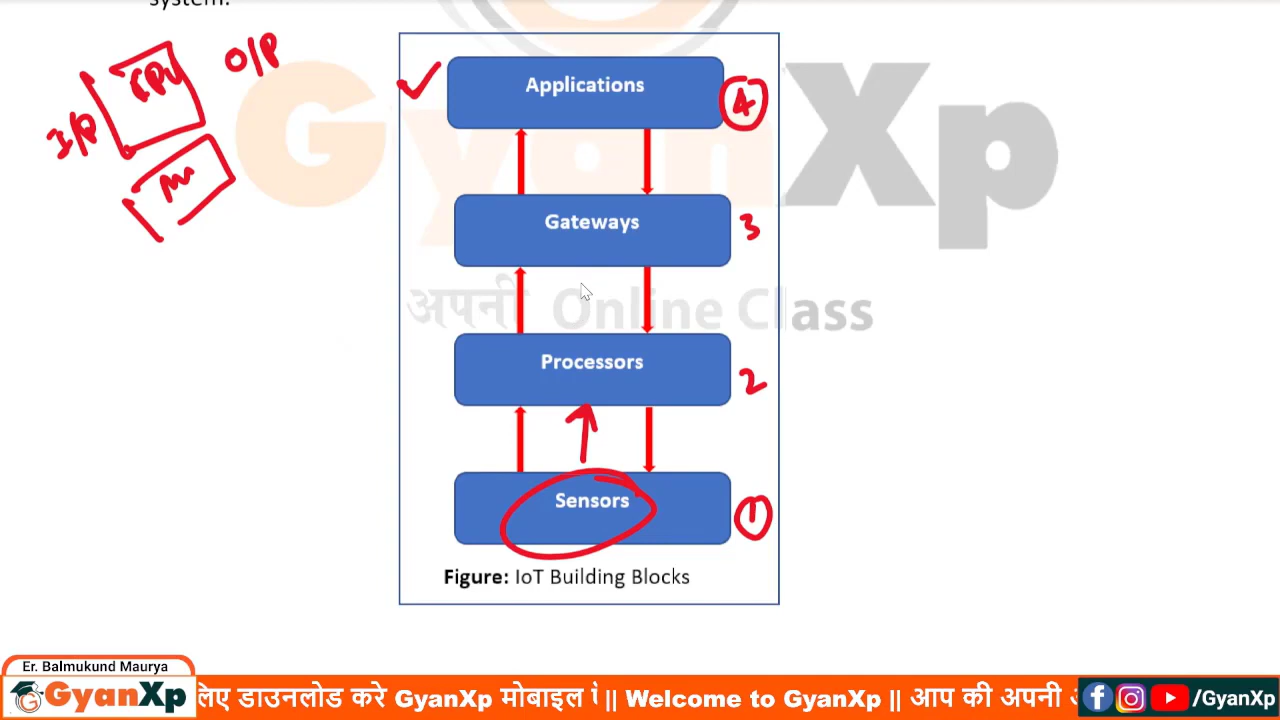 system.
I/P
CPU
O/P
Applications
4
Gateways
3
GyanXp
अपनी Online Class
Processors
2
Sensors
1
Figure: IoT Building Blocks
Er. Balmukund Maurya
GyanXp
लिए डाउनलोड करे GyanXp मोबाइल || Welcome to GyanXp || आप की अपनी
/GyanXp